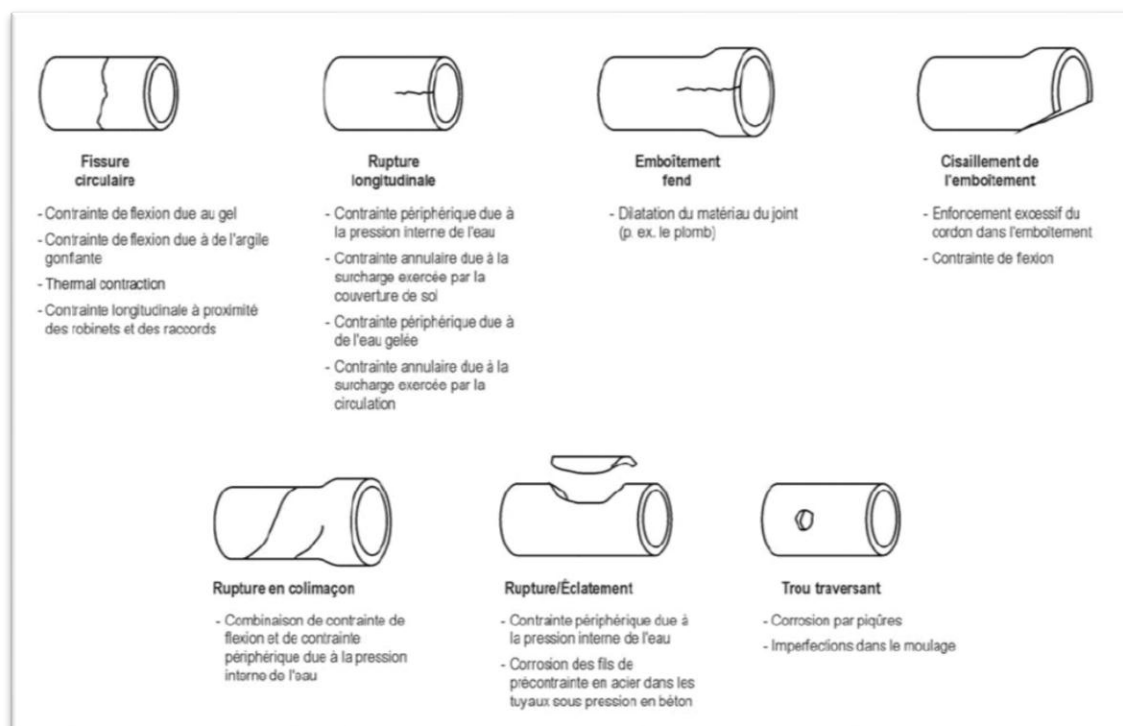 Fissure
circulaire
- Contrainte de flexion due au gel
- Contrainte de flexion due à de l'argile
gonfante
- Thermal contraction
- Contrainte longitudinale à proximité
des robinets et des raccords
Rupture
longitudinale
- Contrainte périphérique due à
la pression interne de l'eau
- Contrainte annulaire due à la
surcharge exercée par la
couverture de sol
- Contrainte périphérique due à
de l'eau gelée
- Contrainte annulaire due à la
surcharge exercée par la
circulation
Emboîtement
fend
- Dilatation du matériau du joint
(p. ex. le plomb)
Cisaillement de
l'emboîtement
- Enfoncement excessif du
cordon dans l'emboîtement
- Contrainte de flexion
Rupture en colimaçon
- Combinaison de contrainte de
flexion et de contrainte
périphérique due à la pression
interne de l'eau
Rupture/Éclatement
- Contrainte périphérique due à
la pression interne de l'eau
- Corrosion des fils de
précontrainte en acier dans les
tuyaux sous pression en béton
Trou traversant
- Corrosion par piqûres
- Imperfections dans le moulage